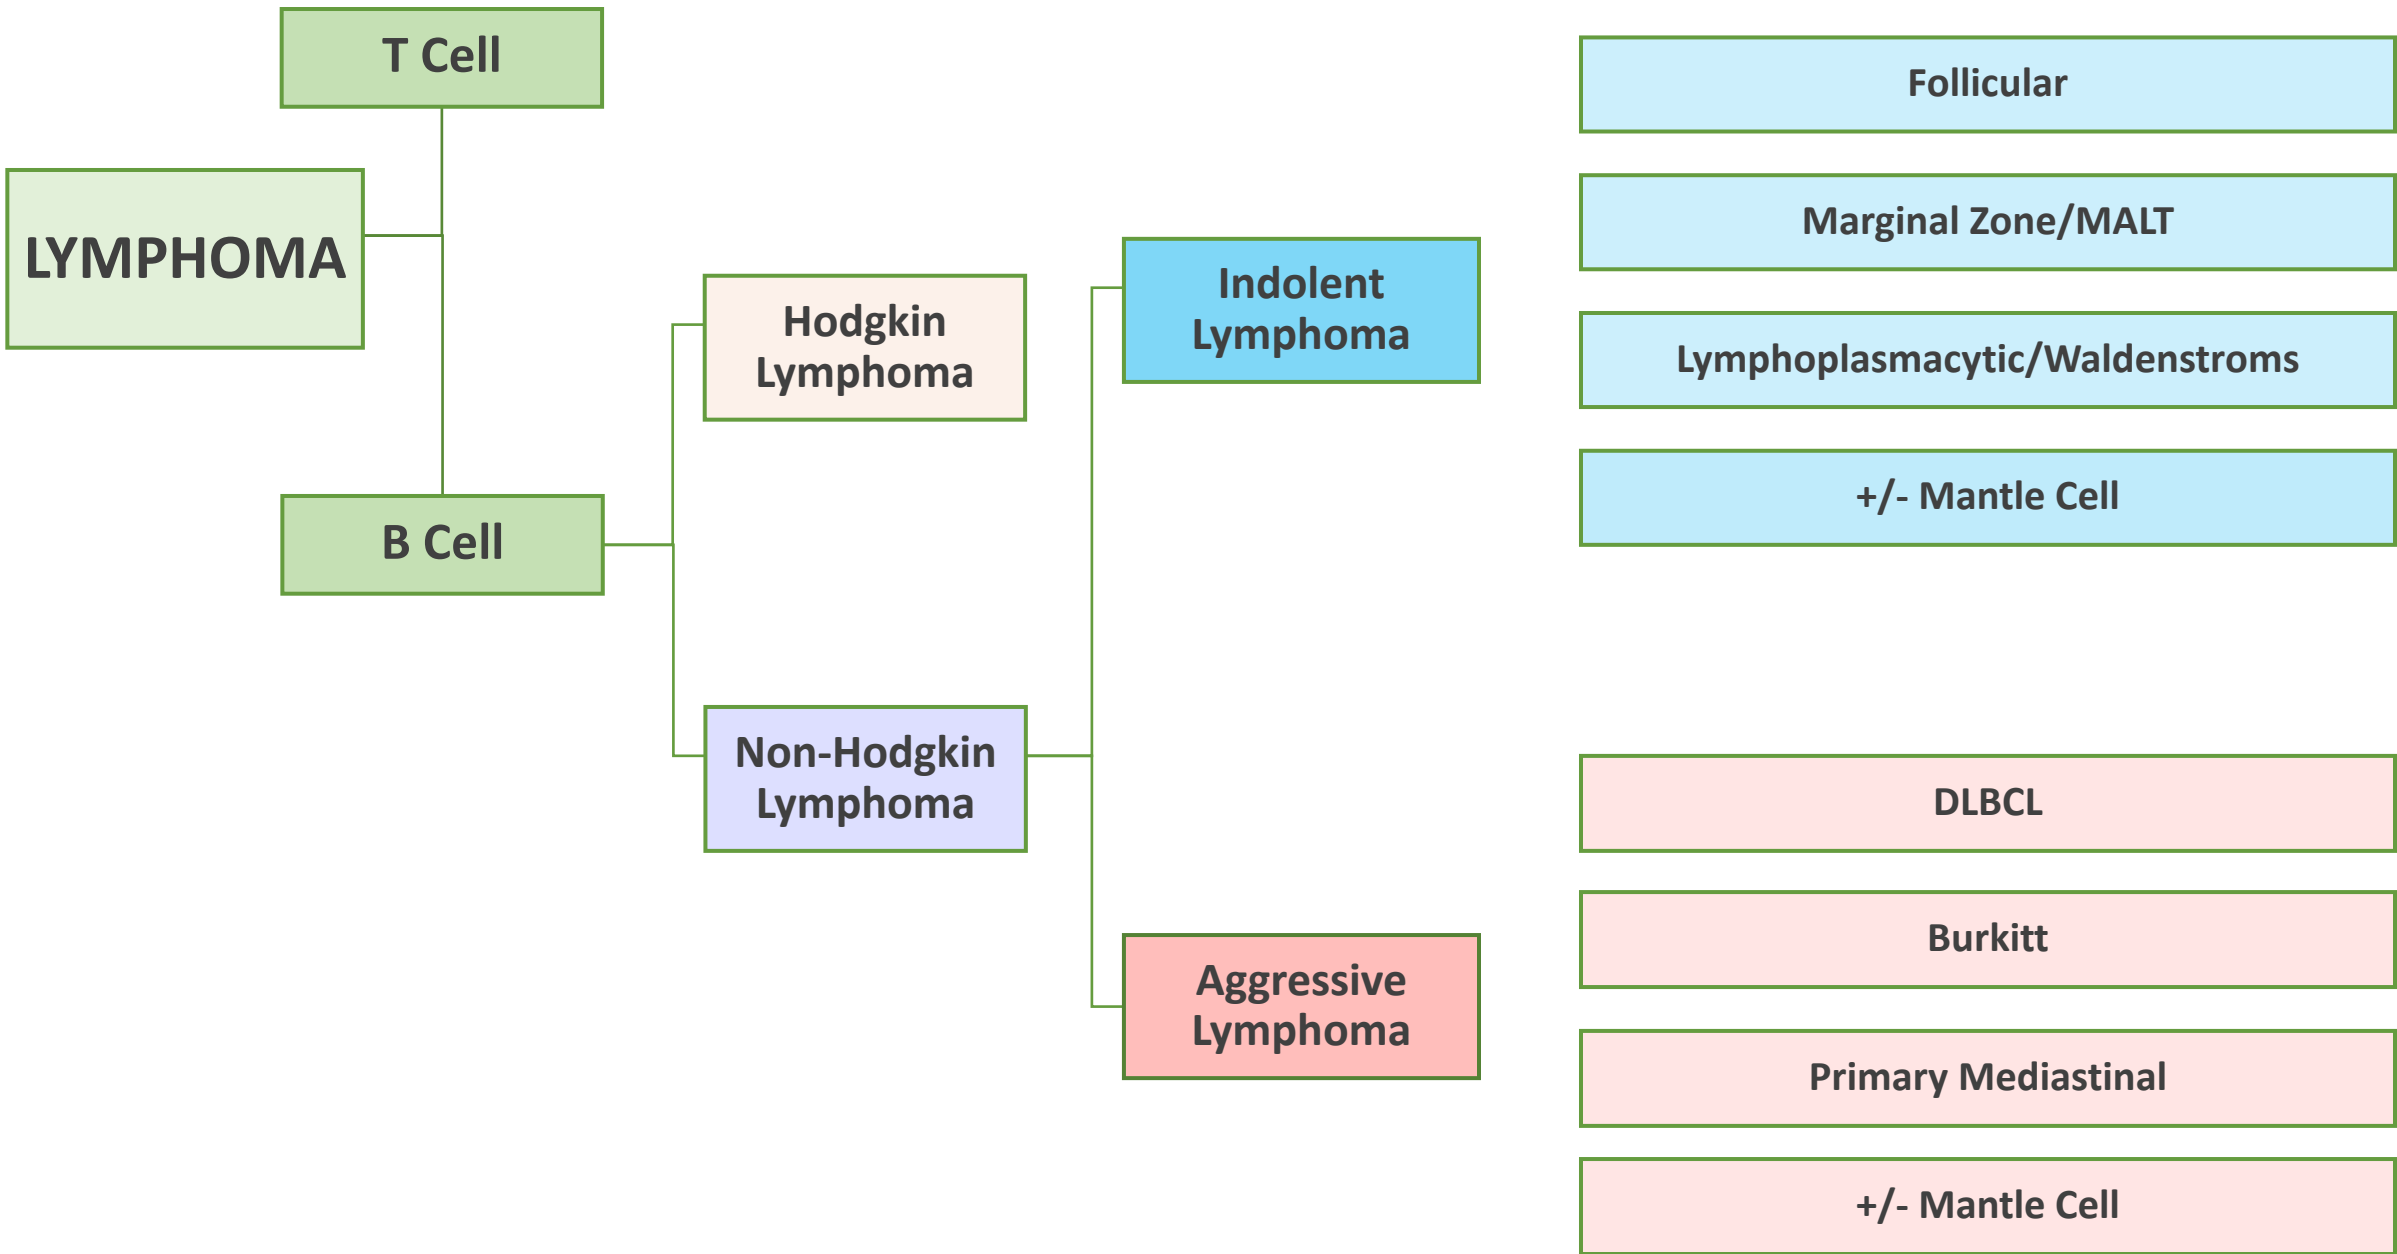 T Cell
LYMPHOMA
B Cell
Hodgkin
Lymphoma
Non-Hodgkin
Lymphoma
Indolent
Lymphoma
Aggressive
Lymphoma
Follicular
Marginal Zone/MALT
Lymphoplasmacytic/Waldenstroms
+/- Mantle Cell
DLBCL
Burkitt
Primary Mediastinal
+/- Mantle Cell